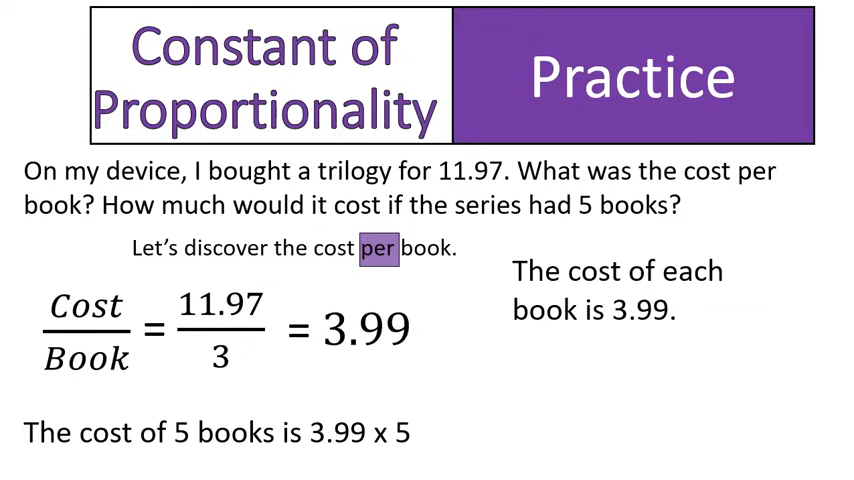 Constant of
Proportionality
Practice
On my device, I bought a trilogy for 11.97. What was the cost per
book? How much would it cost if the series had 5 books?
Let's discover the cost per book.
The cost of each
book is 3.99.
Cost/Book = 11.97/3 = 3.99
The cost of 5 books is 3.99 x 5